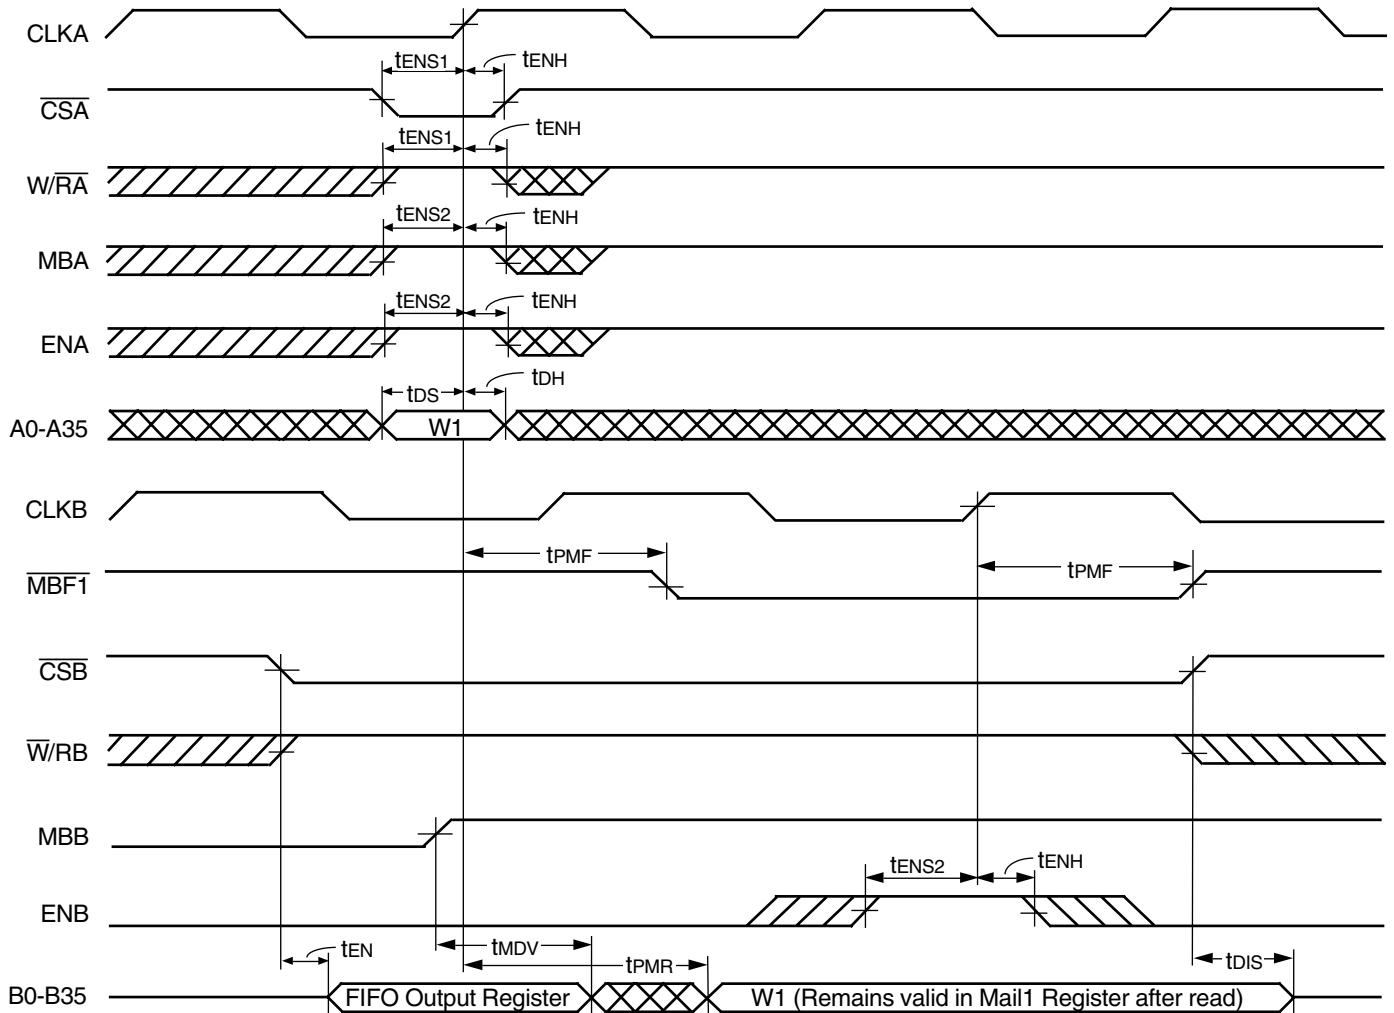 CLKA
tENS1 tENH
CSA
tENS1 tENH
W/RA
tENS2 tENH
MBA
tENS2 tENH
ENA
tDS tDH
A0-A35 W1
CLKB
tPMF
tPMF
MBF1
CSB
W/RB
MBB
tENS2 tENH
ENB
tEN tMDV
tPMR tDIS
B0-B35 FIFO Output Register W1 (Remains valid in Mail1 Register after read)